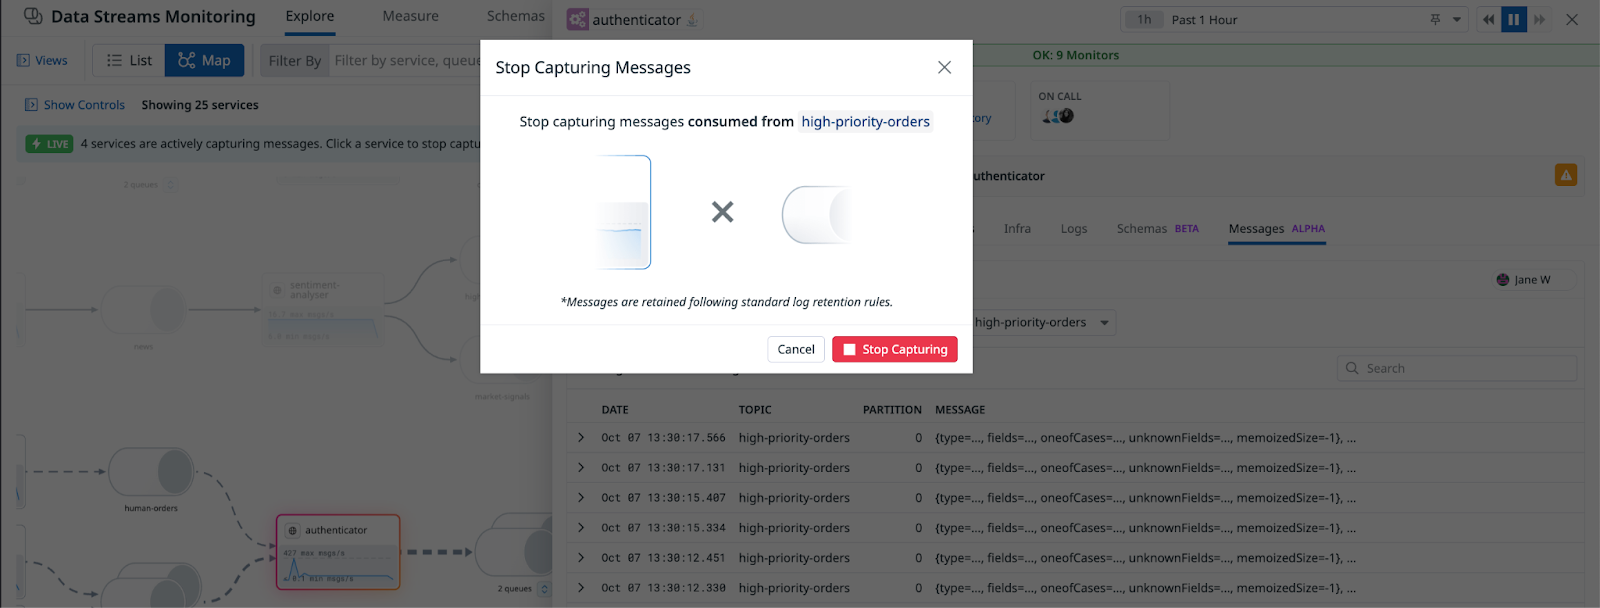 Data Streams Monitoring
Explore
Measure
Schemas
authenticator
1h Past 1 Hour
Views
List
Map
Filter By Filter by service, queue
OK: 9 Monitors
Show Controls Showing 25 services
LIVE 4 services are actively capturing messages. Click a service to stop captu
ON CALL
Stop Capturing Messages
Stop capturing messages consumed from high-priority-orders
*Messages are retained following standard log retention rules.
Cancel
Stop Capturing
2 queues
sentiment-
analyser
news
market-signals
human-orders
authenticator
427 max msgs/s
min msgs/s
2 queues
Infra
Logs
Schemas BETA
Messages ALPHA
Jane W
high-priority-orders
Search
DATE TOPIC PARTITION MESSAGE
Oct 07 13:30:17.566 high-priority-orders 0 {type=…, fields=…, oneofCases=…, unknownFields=…, memoizedSize=-1}, …
Oct 07 13:30:17.131 high-priority-orders 0 {type=…, fields=…, oneofCases=…, unknownFields=…, memoizedSize=-1}, …
Oct 07 13:30:15.407 high-priority-orders 0 {type=…, fields=…, oneofCases=…, unknownFields=…, memoizedSize=-1}, …
Oct 07 13:30:15.334 high-priority-orders 0 {type=…, fields=…, oneofCases=…, unknownFields=…, memoizedSize=-1}, …
Oct 07 13:30:12.451 high-priority-orders 0 {type=…, fields=…, oneofCases=…, unknownFields=…, memoizedSize=-1}, …
Oct 07 13:30:12.330 high-priority-orders 0 {type=…, fields=…, oneofCases=…, unknownFields=…, memoizedSize=-1}, …